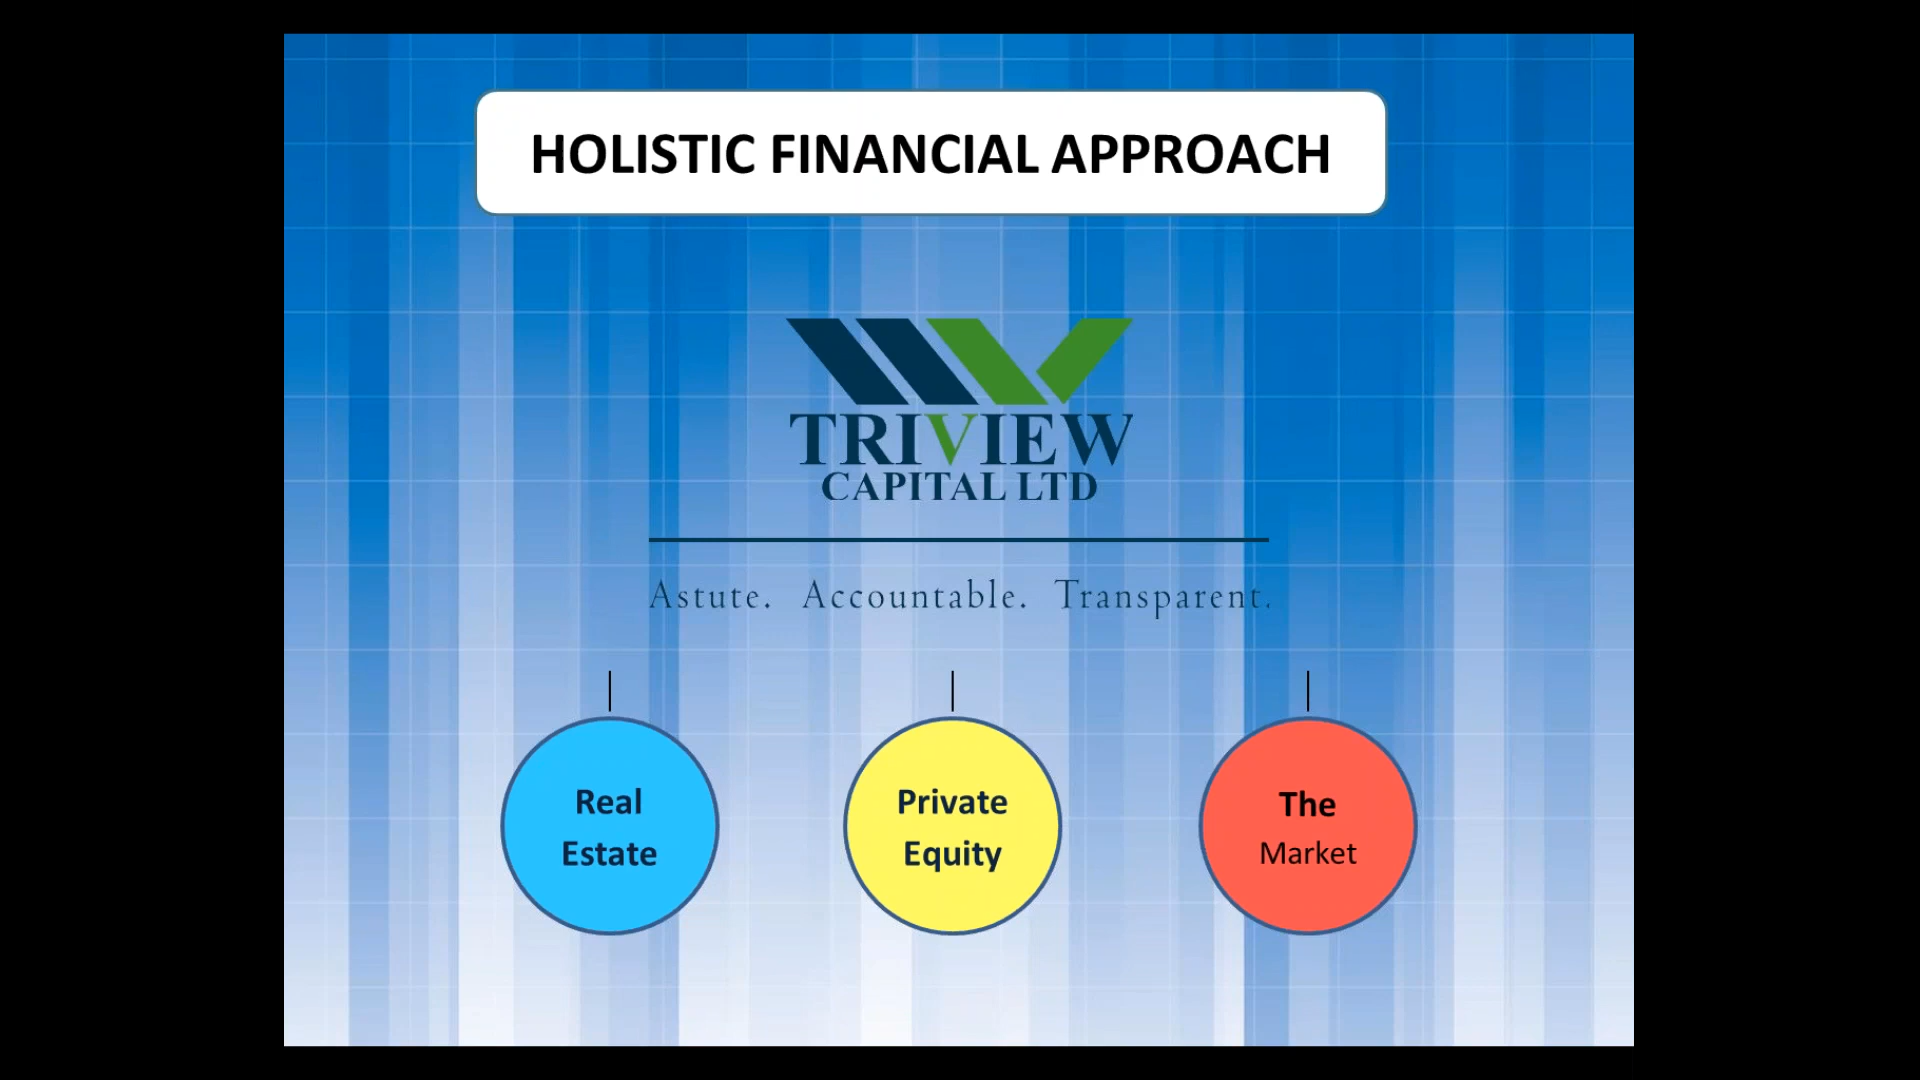 HOLISTIC FINANCIAL APPROACH
TRIVIEW
CAPITAL LTD
Astute. Accountable. Transparent.
Real
Estate
Private
Equity
The
Market